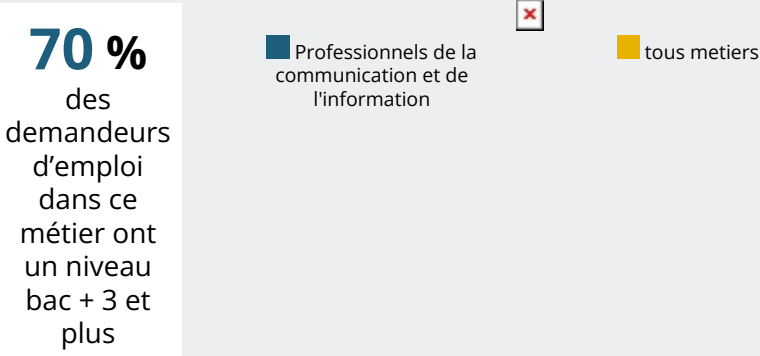 70 %
des
demandeurs
d’emploi
dans ce
métier ont
un niveau
bac + 3 et
plus
Professionnels de la
communication et de
l'information
tous metiers